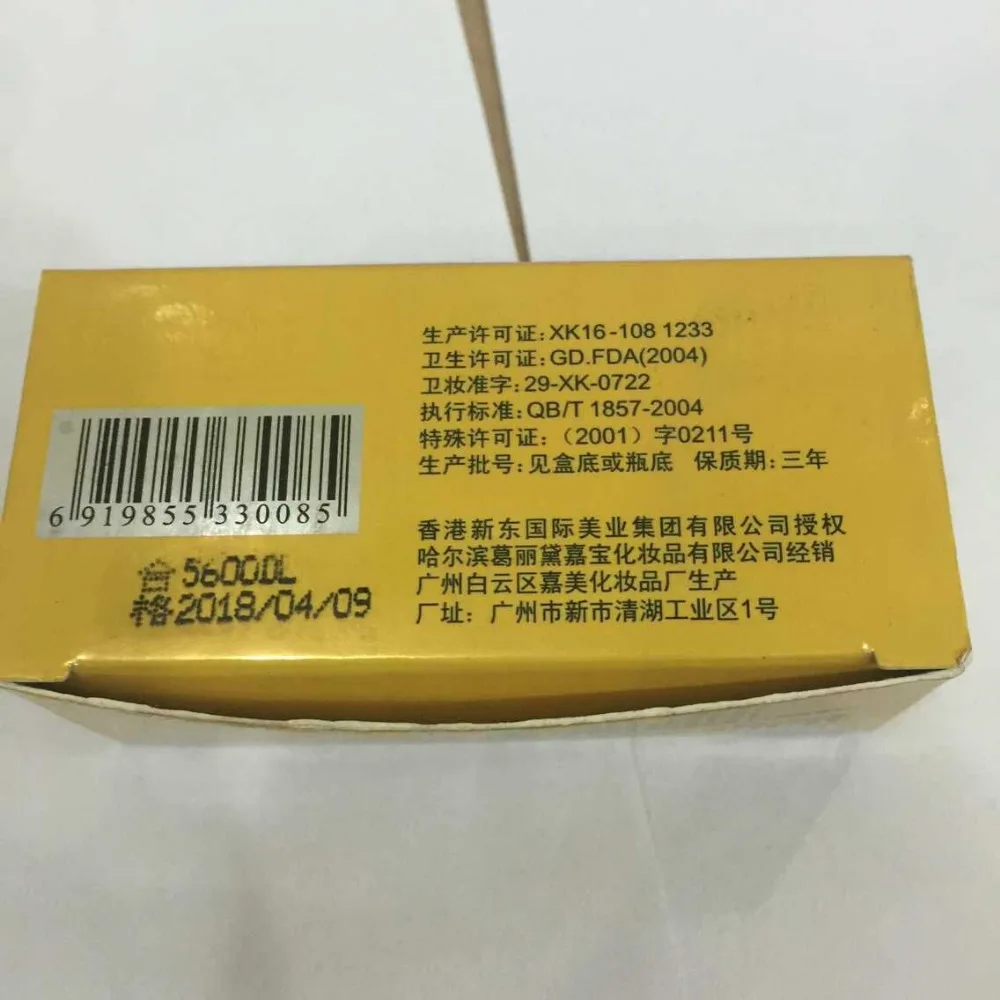 生产许可证:XK16-108 1233
卫生许可证:GD.FDA(2004)
卫妆准字:29-XK-0722
执行标准:QB/T 1857-2004
特殊许可证:（2001）字0211号
生产批号:见盒底或瓶底 保质期:三年
6 919855 330085
香港新东国际美业集团有限公司授权
哈尔滨葛丽黛嘉宝化妆品有限公司经销
广州白云区嘉美化妆品厂生产
厂址: 广州市新市清湖工业区1号
合 5600DL
格 2018/04/09